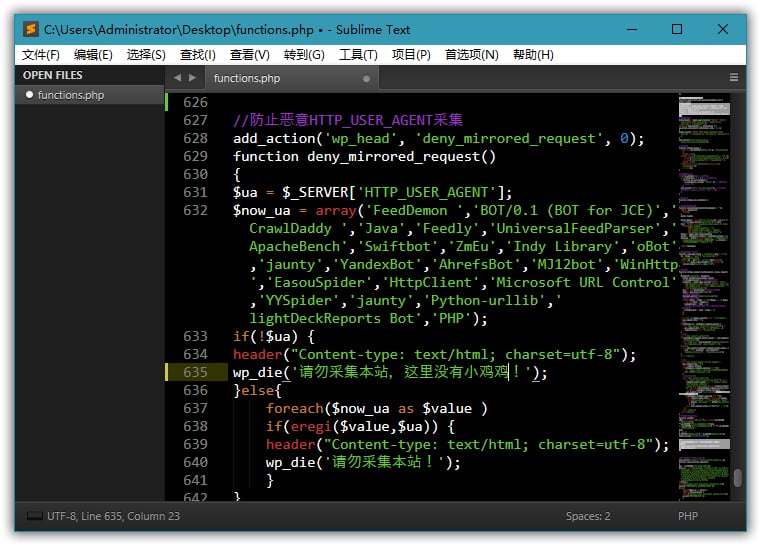 C:\Users\Administrator\Desktop\functions.php • - Sublime Text
文件(F) 编辑(E) 选择(S) 查找(I) 查看(V) 转到(G) 工具(T) 项目(P) 首选项(N) 帮助(H)
OPEN FILES
functions.php
functions.php
626
627 //防止恶意HTTP_USER_AGENT采集
628 add_action('wp_head', 'deny_mirrored_request', 0);
629 function deny_mirrored_request()
630 {
631 $ua = $_SERVER['HTTP_USER_AGENT'];
632 $now_ua = array('FeedDemon ','BOT/0.1 (BOT for JCE)','
CrawlDaddy ','Java','Feedly','UniversalFeedParser','
ApacheBench','Swiftbot','ZmEu','Indy Library','oBot'
,'jaunty','YandexBot','AhrefsBot','MJ12bot','WinHttp
','EasouSpider','HttpClient','Microsoft URL Control'
,'YYSpider','jaunty','Python-urllib','
lightDeckReports Bot','PHP');
633 if(!$ua) {
634 header("Content-type: text/html; charset=utf-8");
635 wp_die('请勿采集本站，这里没有小鸡鸡！');
636 }else{
637 foreach($now_ua as $value )
638 if(eregi($value,$ua)) {
639 header("Content-type: text/html; charset=utf-8");
640 wp_die('请勿采集本站！');
641 }
642 }
UTF-8, Line 635, Column 23
Spaces: 2
PHP